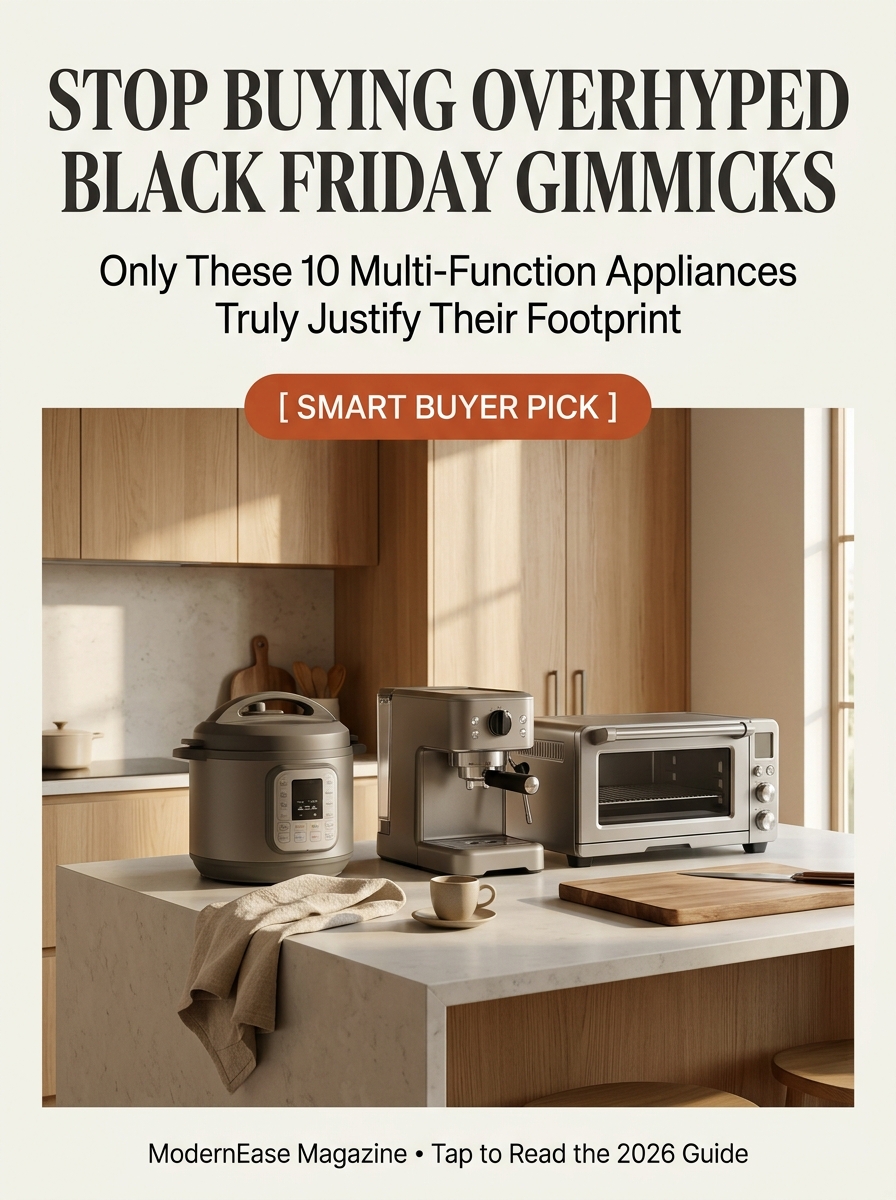 STOP BUYING OVERHYPED
BLACK FRIDAY GIMMICKS
Only These 10 Multi-Function Appliances
Truly Justify Their Footprint
[ SMART BUYER PICK ]
ModernEase Magazine • Tap to Read the 2026 Guide